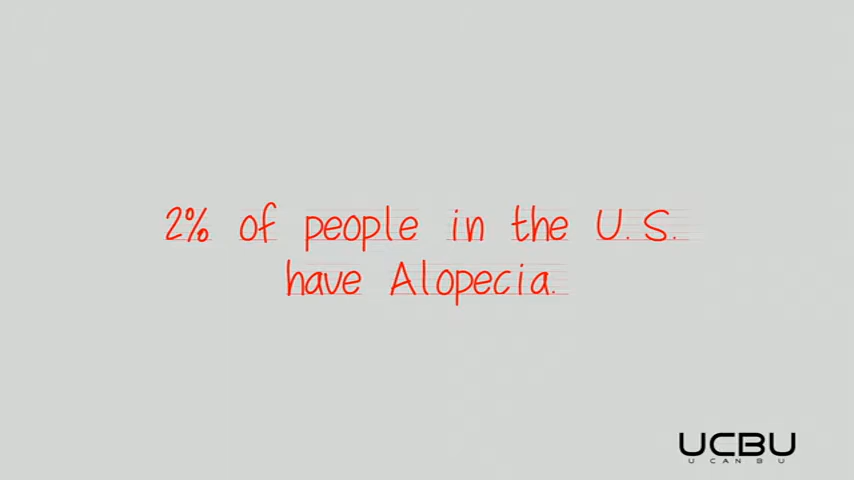 2% of people in the U.S.
have Alopecia.
UCBU
U CAN B U